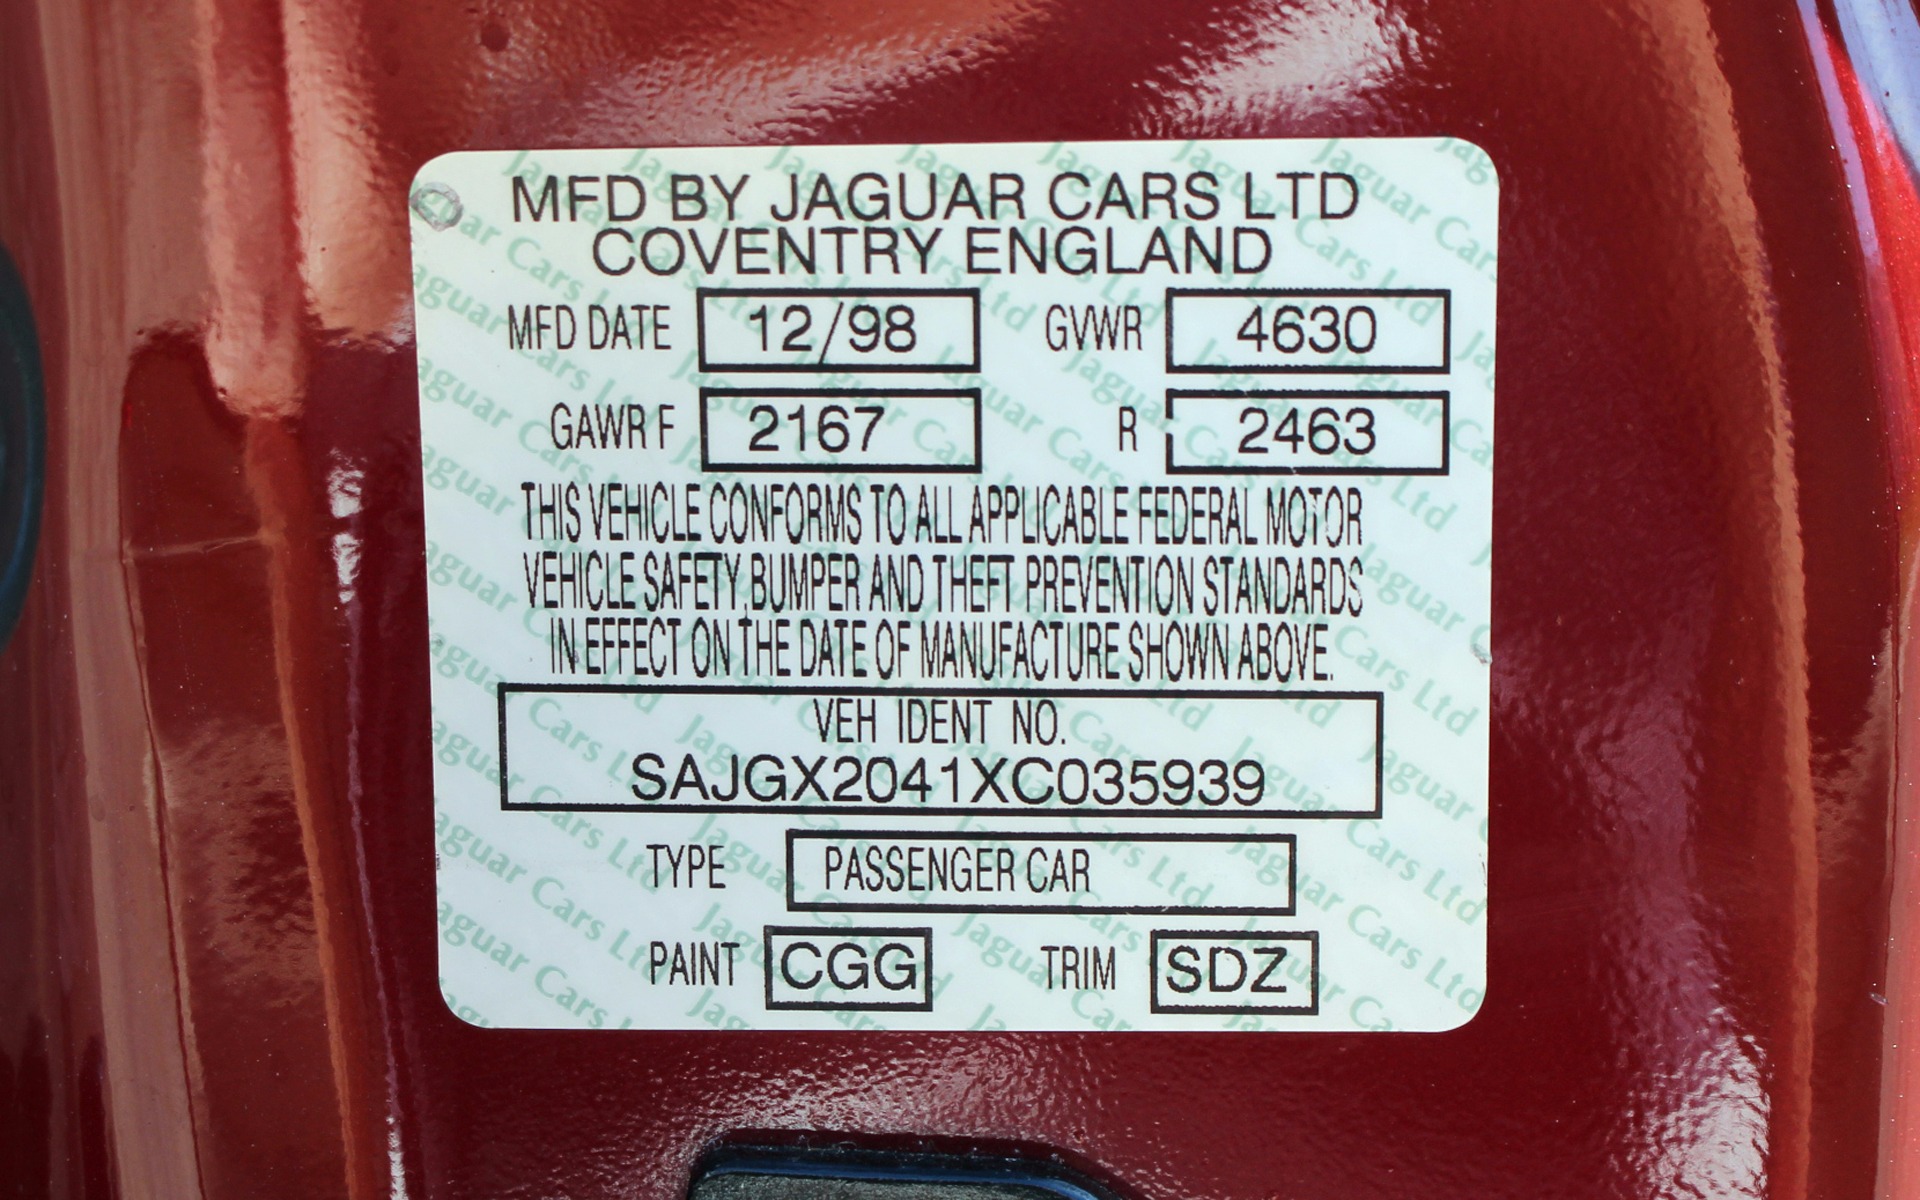 MFD BY JAGUAR CARS LTD
COVENTRY ENGLAND
MFD DATE 12/98 GVWR 4630
GAWR F 2167 R 2463
THIS VEHICLE CONFORMS TO ALL APPLICABLE FEDERAL MOTOR
VEHICLE SAFETY, BUMPER AND THEFT PREVENTION STANDARDS
IN EFFECT ON THE DATE OF MANUFACTURE SHOWN ABOVE.
VEH IDENT NO.
SAJGX2041XC035939
TYPE PASSENGER CAR
PAINT CGG TRIM SDZ